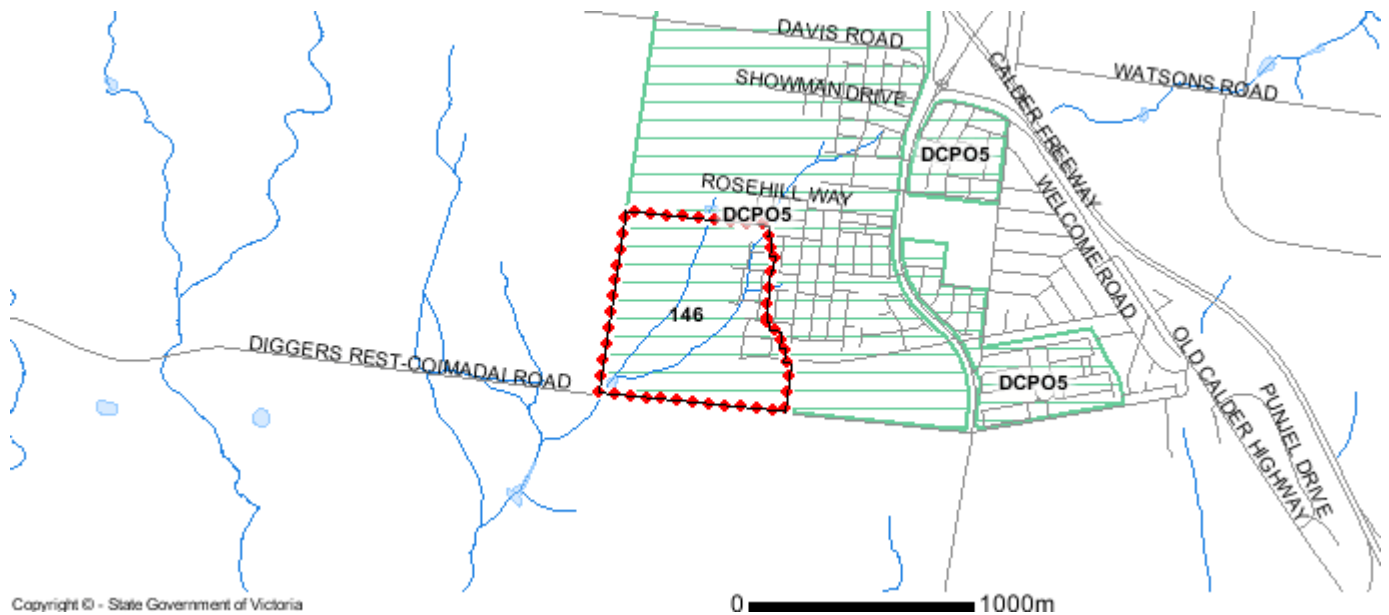 DAVIS ROAD
CALDER FREEWAY
WATSONS ROAD
SHOWMAN DRIVE
DCPO5
ROSEHILL WAY
WELCOME ROAD
DCPO5
146
DIGGERS REST-COIMADAI ROAD
DCPO5
OLD CALDER HIGHWAY
PUNJEL DRIVE
Copyright © - State Government of Victoria
0 1000m